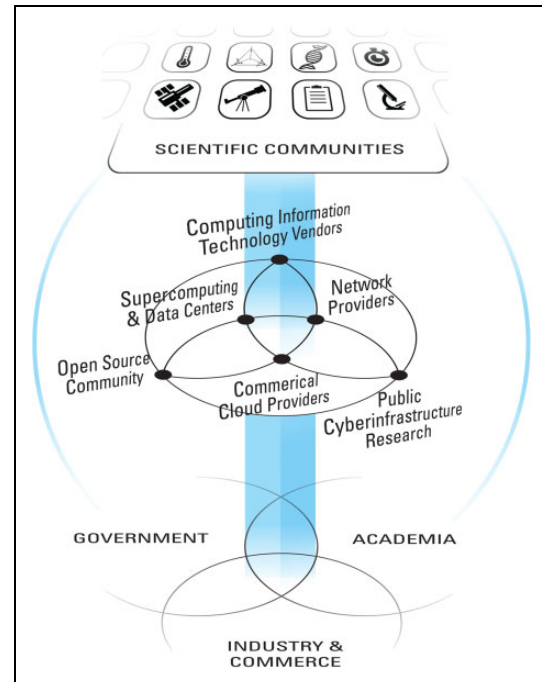 SCIENTIFIC COMMUNITIES
Computing Information
Technology Vendors
Supercomputing
& Data Centers
Network
Providers
Open Source
Community
Commerical
Cloud Providers
Public
Cyberinfrastructure
Research
GOVERNMENT
ACADEMIA
INDUSTRY &
COMMERCE